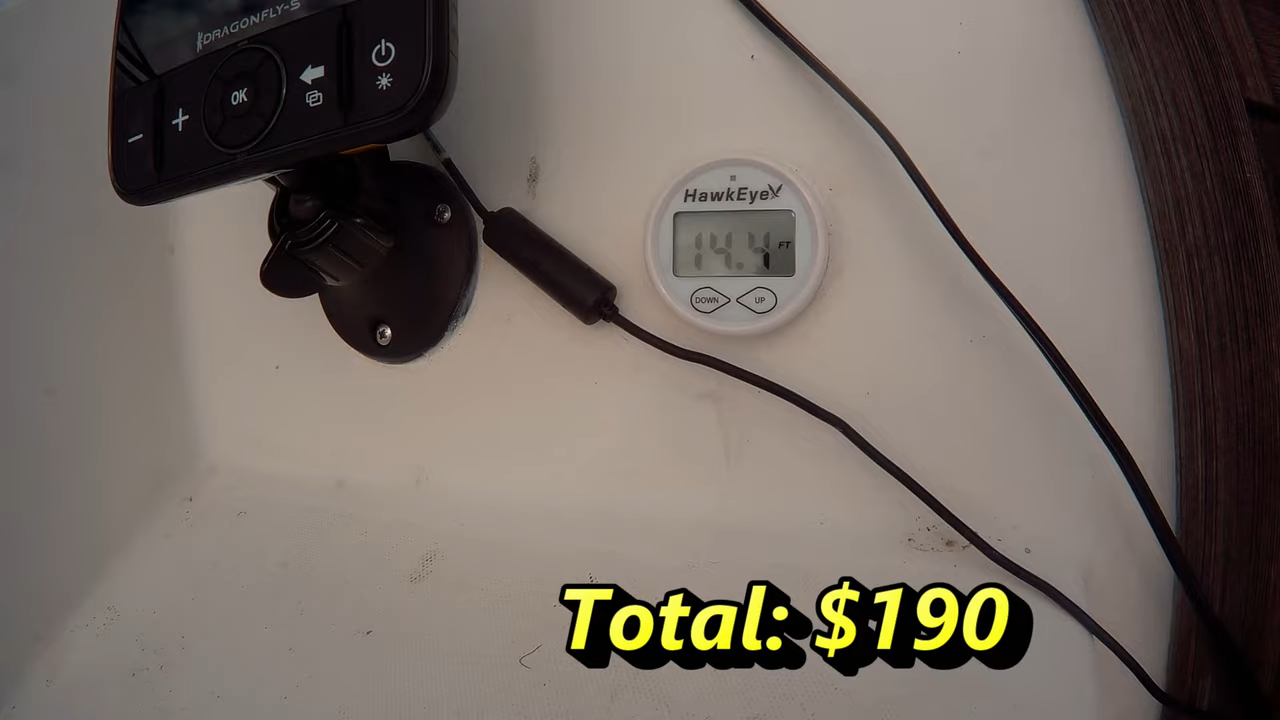 DRAGONFLY-S
OK
HawkEye
14.4 FT
DOWN UP
Total: $190